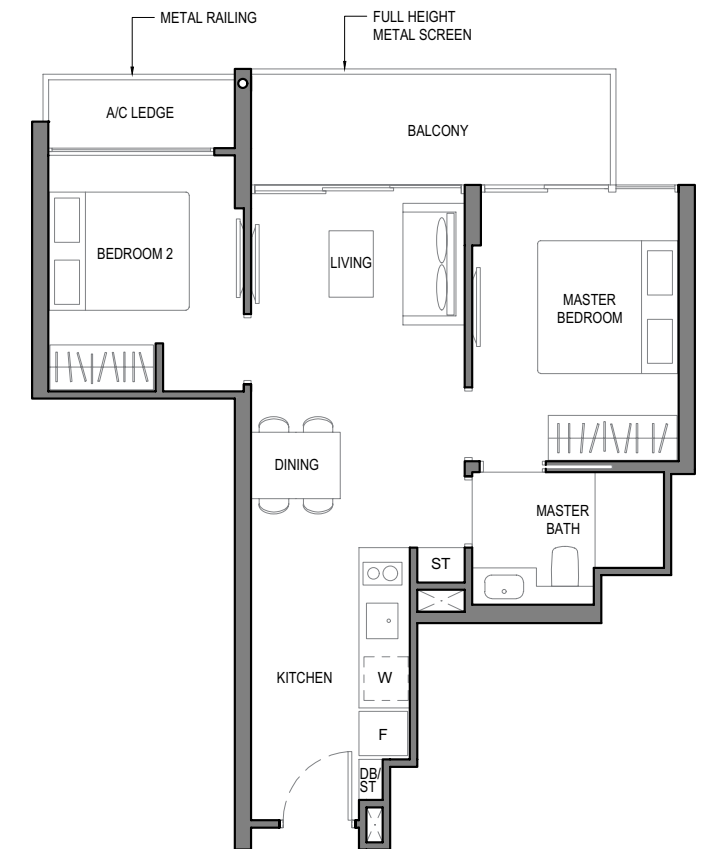 METAL RAILING
FULL HEIGHT
METAL SCREEN
A/C LEDGE
BALCONY
BEDROOM 2
LIVING
MASTER
BEDROOM
DINING
MASTER
BATH
ST
KITCHEN
W
F
DB/
ST